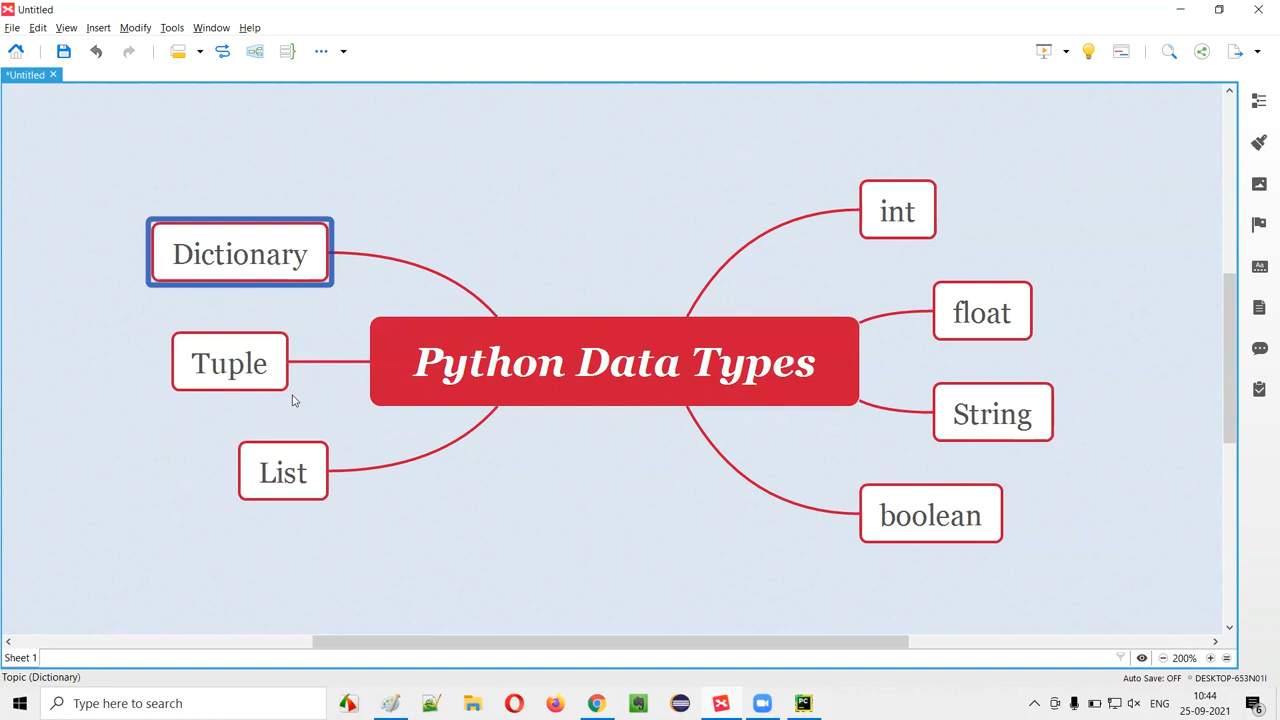 Untitled
File Edit View Insert Modify Tools Window Help
*Untitled
int
Dictionary
float
Tuple
Python Data Types
String
List
boolean
Sheet 1
200%
Topic (Dictionary)
Auto Save: OFF
DESKTOP-653N01I
Type here to search
ENG
10:44
25-09-2021
6